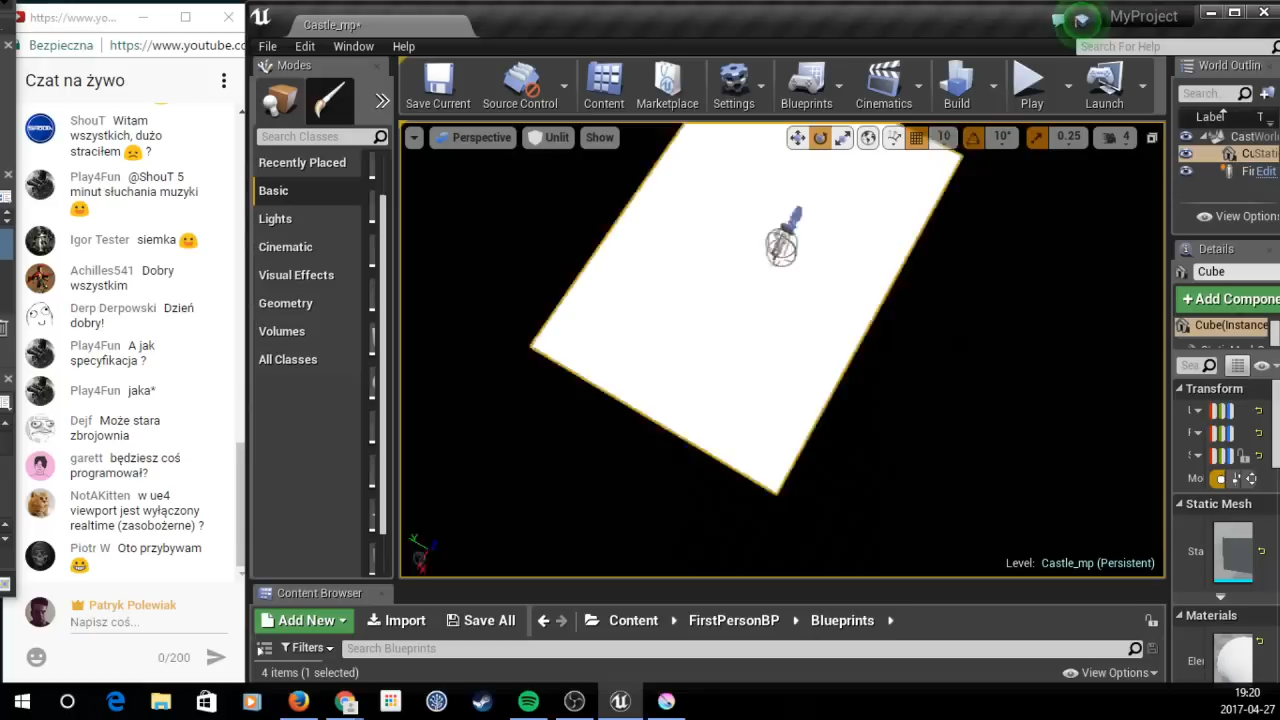 https://www.yo...
Bezpieczna
https://www.youtube.co
Czat na żywo
ShouT Witam
wszystkich, dużo
straciłem ?
Play4Fun @ShouT 5
minut słuchania muzyki
Igor Tester siemka
Achilles541 Dobry
wszystkim
Derp Derpowski Dzień
dobry!
Play4Fun A jak
specyfikacja ?
Play4Fun jaka*
Dejf Może stara
zbrojownia
garett będziesz coś
programował?
NotAKitten w ue4
viewport jest wyłączony
realtime (zasobożerne) ?
Piotr W Oto przybywam
Patryk Polewiak
Napisz coś...
0/200
Castle_mp*
MyProject
File Edit Window Help
Search For Help
Modes
Search Classes
Recently Placed
Basic
Lights
Cinematic
Visual Effects
Geometry
Volumes
All Classes
Save Current
Source Control
Content
Marketplace
Settings
Blueprints
Cinematics
Build
Play
Launch
Perspective
Unlit
Show
10
10°
0.25
4
Level: Castle_mp (Persistent)
Content Browser
Add New
Import
Save All
Content
FirstPersonBP
Blueprints
Filters
Search Blueprints
4 items (1 selected)
View Options
World Outlin
Search..
Label
T
CastWorl
CuStati
Fir Edit
View Options
Details
Cube
+ Add Compone
Cube(Instance
Sea
Transform
Mo
Static Mesh
Sta
Materials
Ele
19:20
2017-04-27